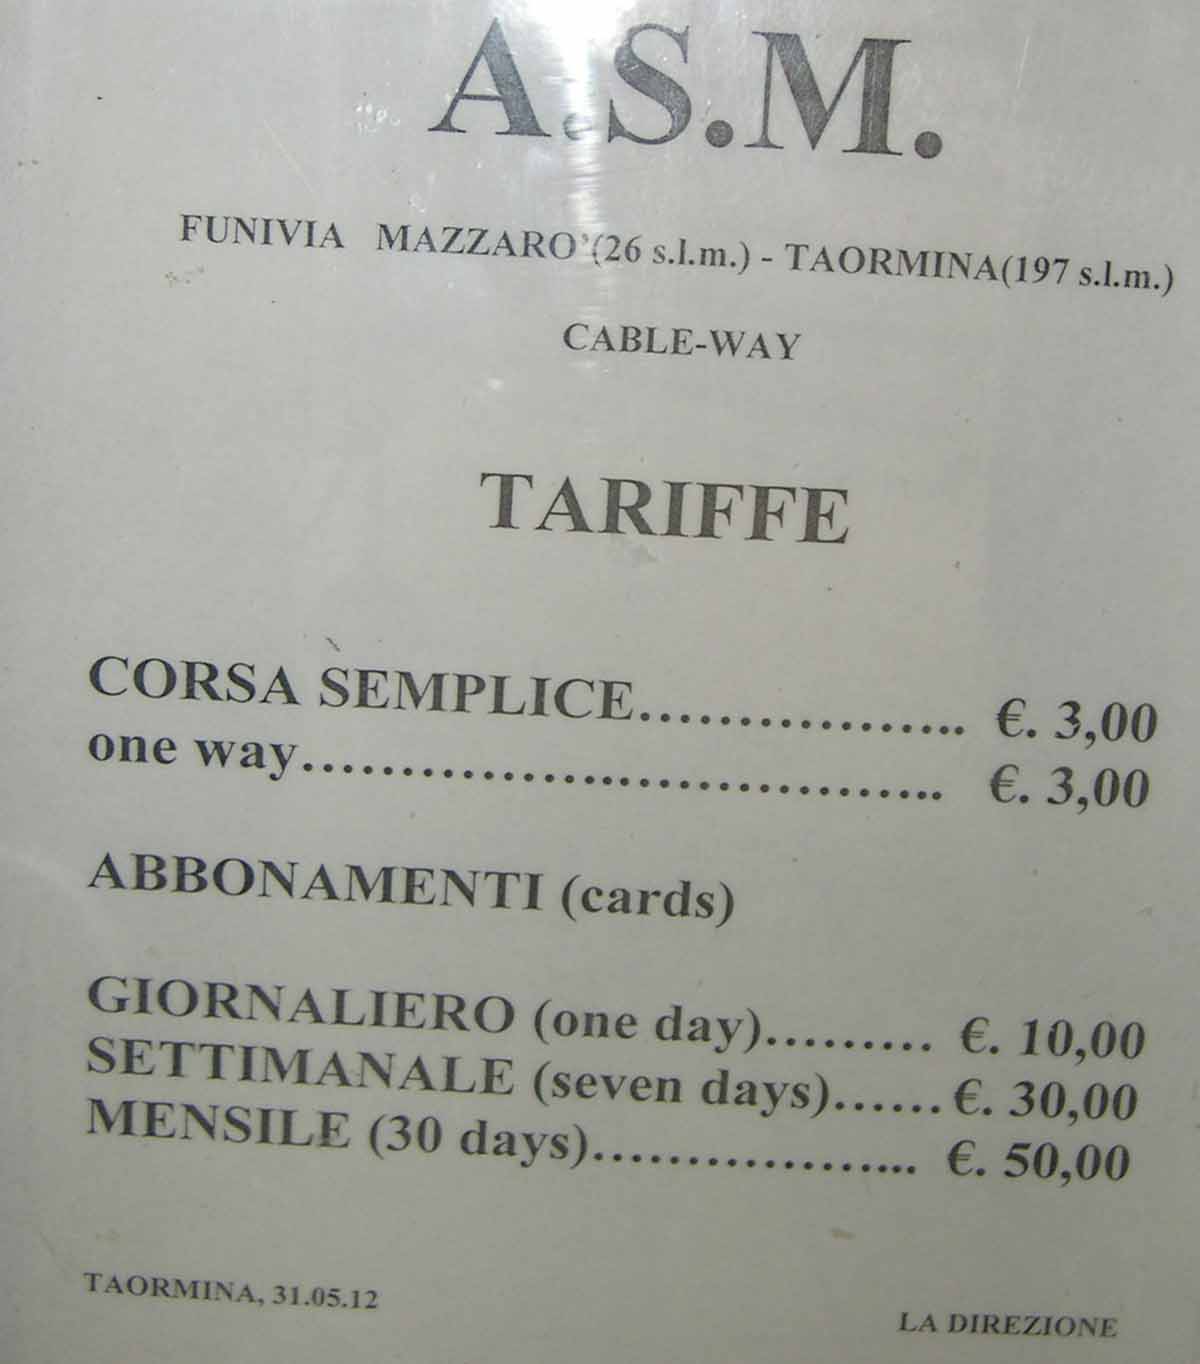 A.S.M.
FUNIVIA MAZZARO'(26 s.l.m.) - TAORMINA(197 s.l.m.)
CABLE-WAY
TARIFFE
CORSA SEMPLICE................. €. 3,00
one way................................. €. 3,00
ABBONAMENTI (cards)
GIORNALIERO (one day)......... €. 10,00
SETTIMANALE (seven days)...... €. 30,00
MENSILE (30 days).................. €. 50,00
TAORMINA, 31.05.12
LA DIREZIONE